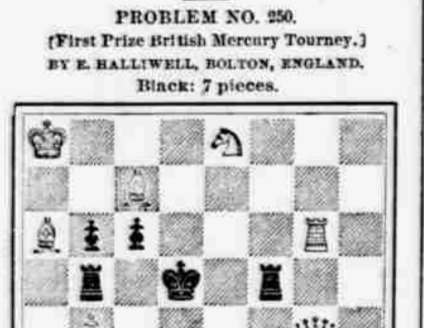 PROBLEM NO. 250.
[First Prize British Mercury Tourney.]
BY E. HALLIWELL, BOLTON, ENGLAND.
Black: 7 pieces.